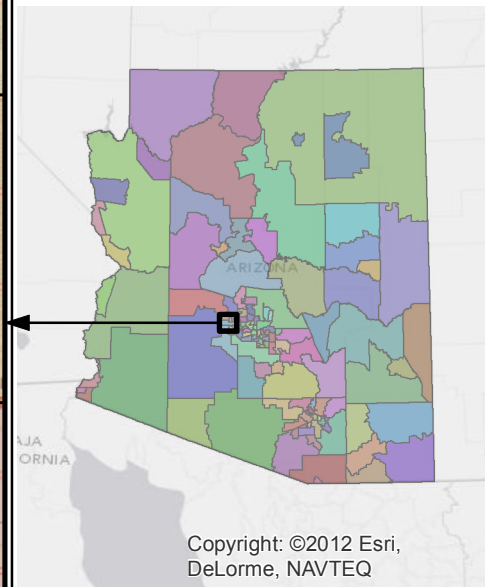 ARIZONA
AJA
ORNIA
Copyright: ©2012 Esri,
DeLorme, NAVTEQ